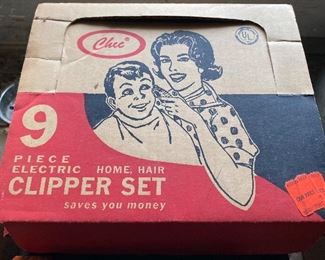 Chic®
UL
9
PIECE
ELECTRIC HOME, HAIR
CLIPPER SET
saves you money